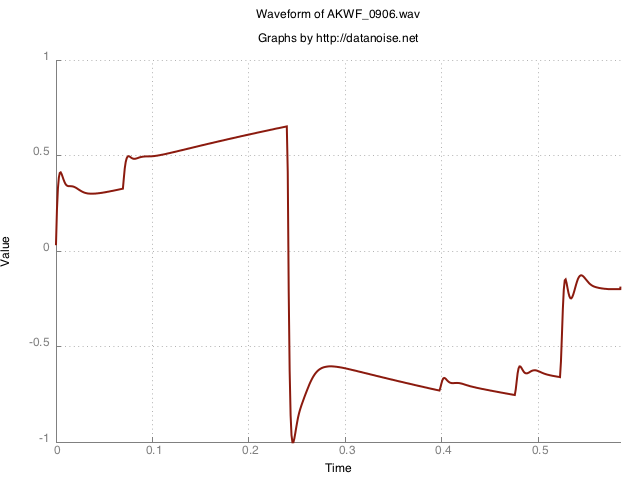 Waveform of AKWF_0906.wav
Graphs by http://datanoise.net
1
0.5
0
-0.5
-1
Value
0 0.1 0.2 0.3 0.4 0.5
Time